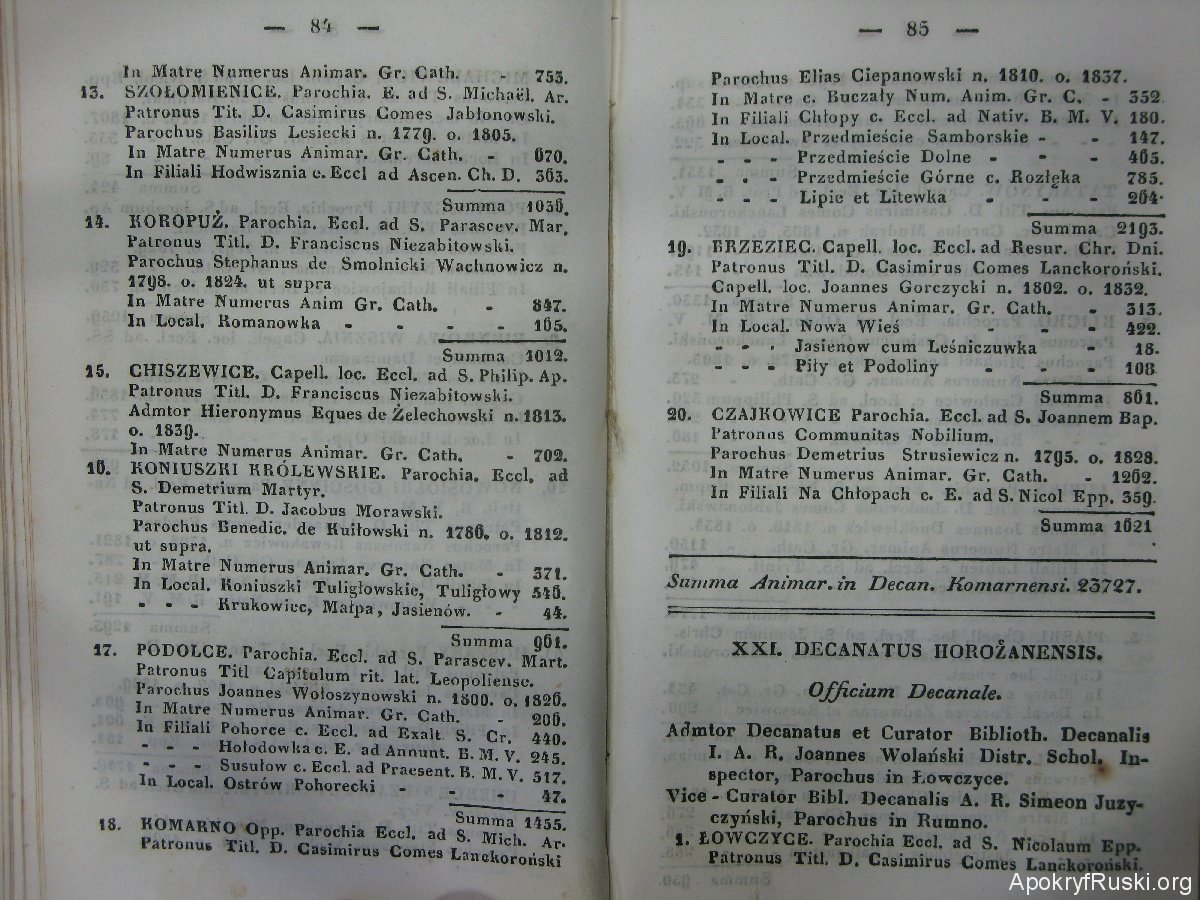 — 84 —
In Matre Numerus Animar. Gr. Cath. - 753.
13. SZOŁOMIENICE. Parochia. E. ad S. Michaël. Ar.
Patronus Tit. D. Casimirus Comes Jabłonowski.
Parochus Basilius Lesiecki n. 1779. o. 1805.
In Matre Numerus Animar. Gr. Cath. - 670.
In Filiali Hodwisznia c. Eccl ad Ascen. Ch. D. 363.
Summa 1036.
14. KOROPUŻ. Parochia. Eccl. ad S. Parascev. Mar.
Patronus Titl. D. Franciscus Niezabitowski.
Parochus Stephanus de Smolnicki Wachnowicz n.
1798. o. 1824. ut supra
In Matre Numerus Anim Gr. Cath. - 847.
In Local. Romanowka - - - - 165.
Summa 1012.
15. CHISZEWICE. Capell. loc. Eccl. ad S. Philip. Ap.
Patronus Titl. D. Franciscus Niezabitowski.
Admtor Hieronymus Eques de Żelechowski n. 1813.
o. 1839.
In Matre Numerus Animar. Gr. Cath. - 702.
16. KONIUSZKI KRÓLEWSKIE. Parochia. Eccl. ad
S. Demetrium Martyr.
Patronus Titl. D. Jacobus Morawski.
Parochus Benedic. de Kuiłowski n. 1786. o. 1812.
ut supra.
In Matre Numerus Animar. Gr. Cath. - 371.
In Local. Koniuszki Tuligłowskie, Tuligłowy 546.
- - - Krukowiec, Małpa, Jasienów. - 44.
Summa 961.
17. PODOLCE. Parochia. Eccl. ad S. Parascev. Mart.
Patronus Titl Capitulum rit. lat. Leopoliense.
Parochus Joannes Wołoszynowski n. 1800. o. 1826.
In Matre Numerus Animar. Gr. Cath. - 206.
In Filiali Pohorce c. Eccl. ad Exalt. S. Cr. 440.
- - - Hołodowka c. E. ad Annunt. B. M. V. 245.
- - - Susułow c. Eccl. ad Praesent. B. M. V. 517.
In Local. Ostrów Pohorecki - - - 47.
Summa 1455.
18. KOMARNO Opp. Parochia Eccl. ad S. Mich. Ar.
Patronus Titl. D. Casimirus Comes Lanckoroński
— 85 —
Parochus Elias Ciepanowski n. 1810. o. 1837.
In Matre c. Buczały Num. Anim. Gr. C. - 352
In Filiali Chłopy c. Eccl. ad Nativ. B. M. V. 180.
In Local. Przedmieście Samborskie - - 147.
- - - Przedmieście Dolne - - - 465.
- - - Przedmieście Górne c. Rozłęka 785.
- - - Lipie et Litewka - - - 264.
Summa 2193.
19. BRZEZIEC. Capell. loc. Eccl. ad Resur. Chr. Dni.
Patronus Titl. D. Casimirus Comes Lanckoroński.
Capell. loc. Joannes Gorczycki n. 1802. o. 1832.
In Matre Numerus Animar. Gr. Cath. - 313.
In Local. Nowa Wieś - - 422.
- - - Jasienow cum Leśniczuwka - 18.
- - - Piły et Podoliny - - - 108
Summa 861.
20. CZAJKOWICE Parochia. Eccl. ad S. Joannem Bap.
Patronus Communitas Nobilium.
Parochus Demetrius Strusiewicz n. 1795. o. 1828.
In Matre Numerus Animar. Gr. Cath. - 1262.
In Filiali Na Chłopach c. E. ad S. Nicol Epp. 359.
Summa 1621
Summa Animar. in Decan. Komarnensi. 23727.
XXI. DECANATUS HOROŻANENSIS.
Officium Decanale.
Admtor Decanatus et Curator Biblioth. Decanalis
I. A. R. Joannes Wolański Distr. Schol. In-
spector, Parochus in Łowczyce.
Vice - Curator Bibl. Decanalis A. R. Simeon Juzy-
czyński, Parochus in Rumno.
1. ŁOWCZYCE. Parochia Eccl. ad S. Nicolaum Epp.
Patronus Titl. D. Casimirus Comes Lanckoroński.
ApokryfRuski.org